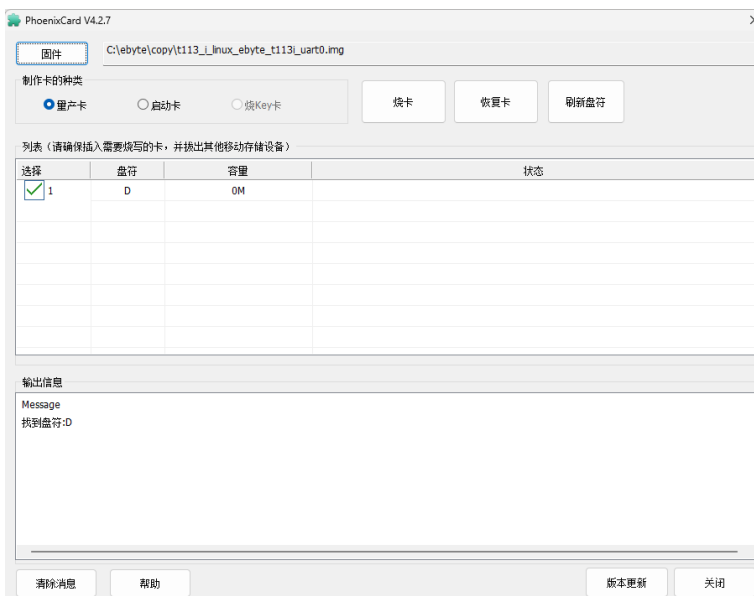 PhoenixCard V4.2.7
固件 C:\ebyte\copy\t113_i_linux_ebyte_t113i_uart0.img
制作卡的种类
量产卡 启动卡 烧Key卡 烧卡 恢复卡 刷新盘符
列表（请确保插入需要烧写的卡，并拔出其他移动存储设备）
选择 盘符 容量 状态
1 D 0M
输出信息
Message
找到盘符:D
清除消息 帮助 版本更新 关闭